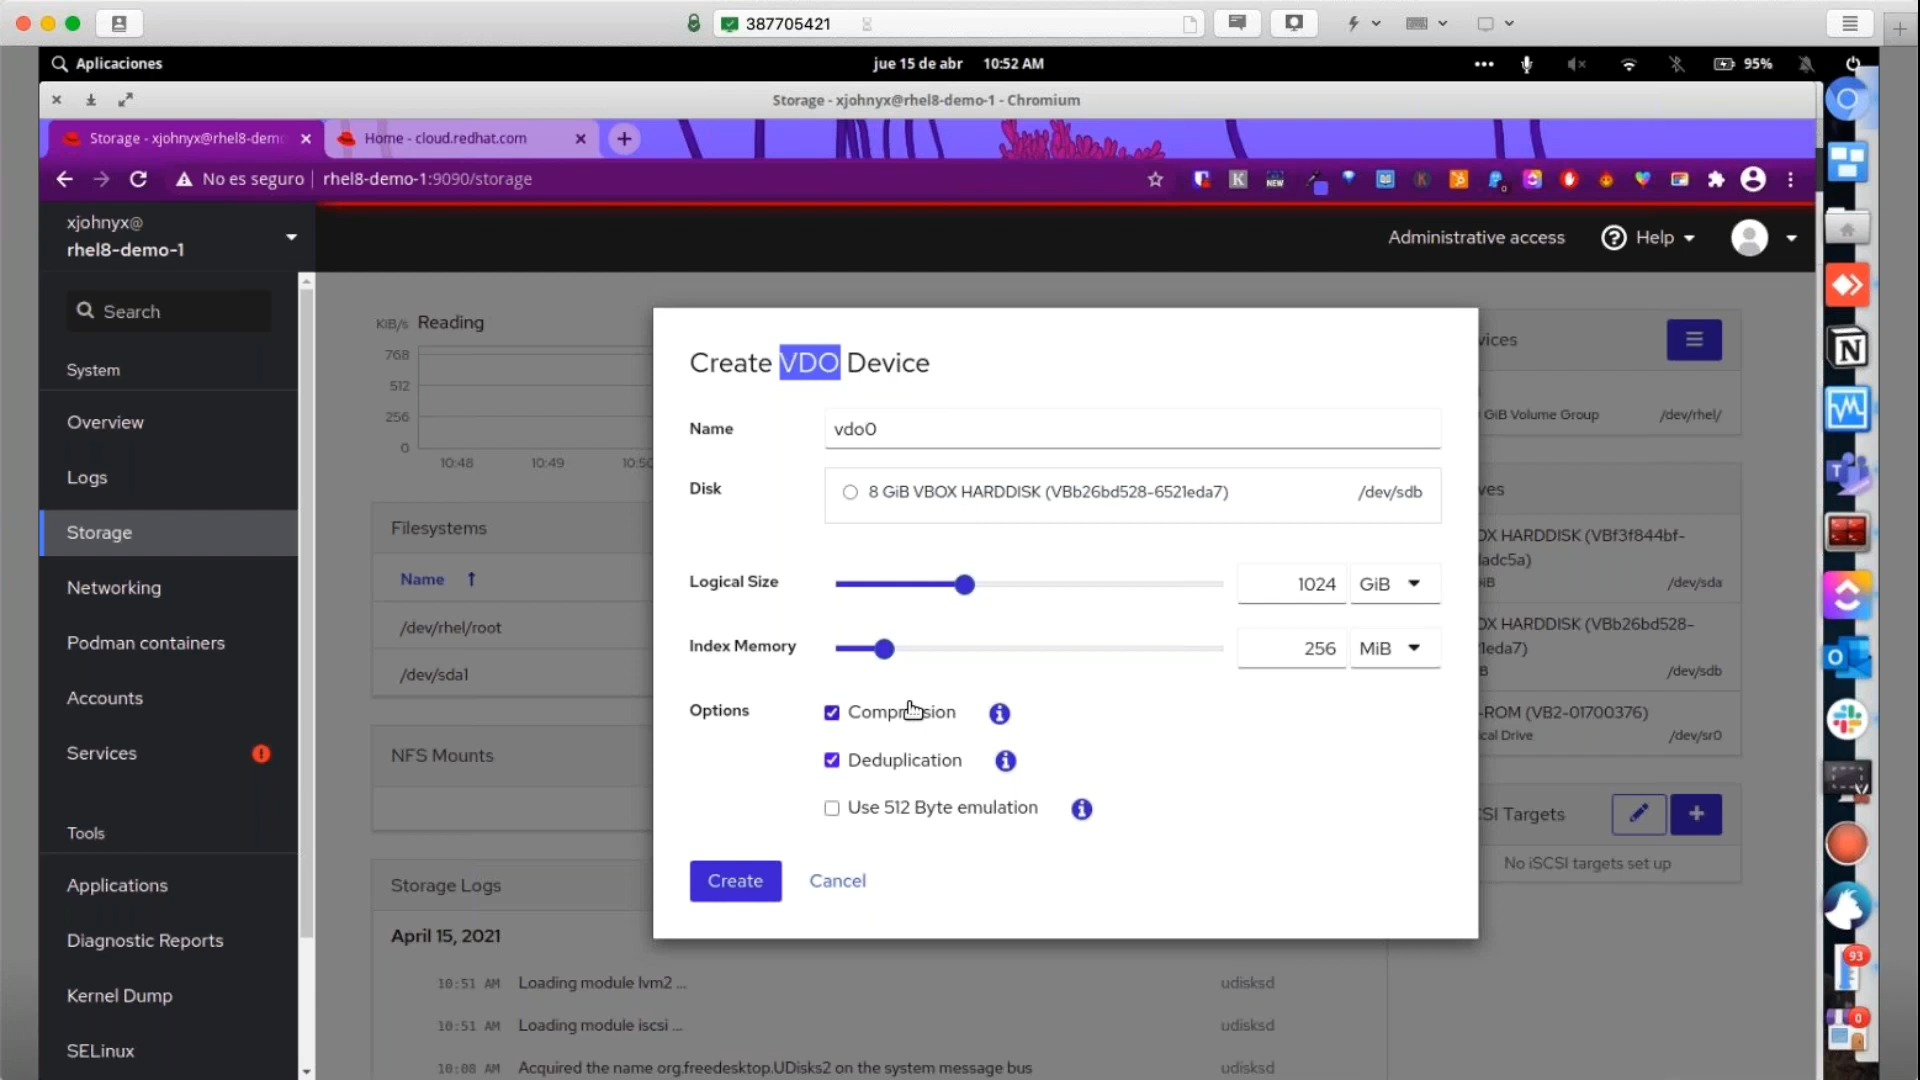 387705421
Aplicaciones
jue 15 de abr 10:52 AM
95%
Storage - xjohnyx@rhel8-demo-1 - Chromium
Storage - xjohnyx@rhel8-demo
Home - cloud.redhat.com
No es seguro | rhel8-demo-1:9090/storage
NEW
xjohnyx@
rhel8-demo-1
Administrative access
Help
Search
System
Overview
Logs
Storage
Networking
Podman containers
Accounts
Services
Tools
Applications
Diagnostic Reports
Kernel Dump
SELinux
KiB/s Reading
768
512
256
0
10:48 10:49 10:50
Filesystems
Name
/dev/rhel/root
/dev/sda1
NFS Mounts
Storage Logs
April 15, 2021
10:51 AM Loading module lvm2 ... udisksd
10:51 AM Loading module iscsi ... udisksd
10:08 AM Acquired the name org.freedesktop.UDisks2 on the system message bus udisksd
Create VDO Device
Name vdo0
Disk 8 GiB VBOX HARDDISK (VBb26bd528-6521eda7) /dev/sdb
Logical Size 1024 GiB
Index Memory 256 MiB
Options Compression
Deduplication
Use 512 Byte emulation
Create Cancel
vices
GiB Volume Group /dev/rhel/
ves
OX HARDDISK (VBf3f844bf-
adc5a)
iB /dev/sda
OX HARDDISK (VBb26bd528-
1eda7)
B /dev/sdb
-ROM (VB2-01700376)
cal Drive /dev/sr0
SI Targets
No iSCSI targets set up
93
0